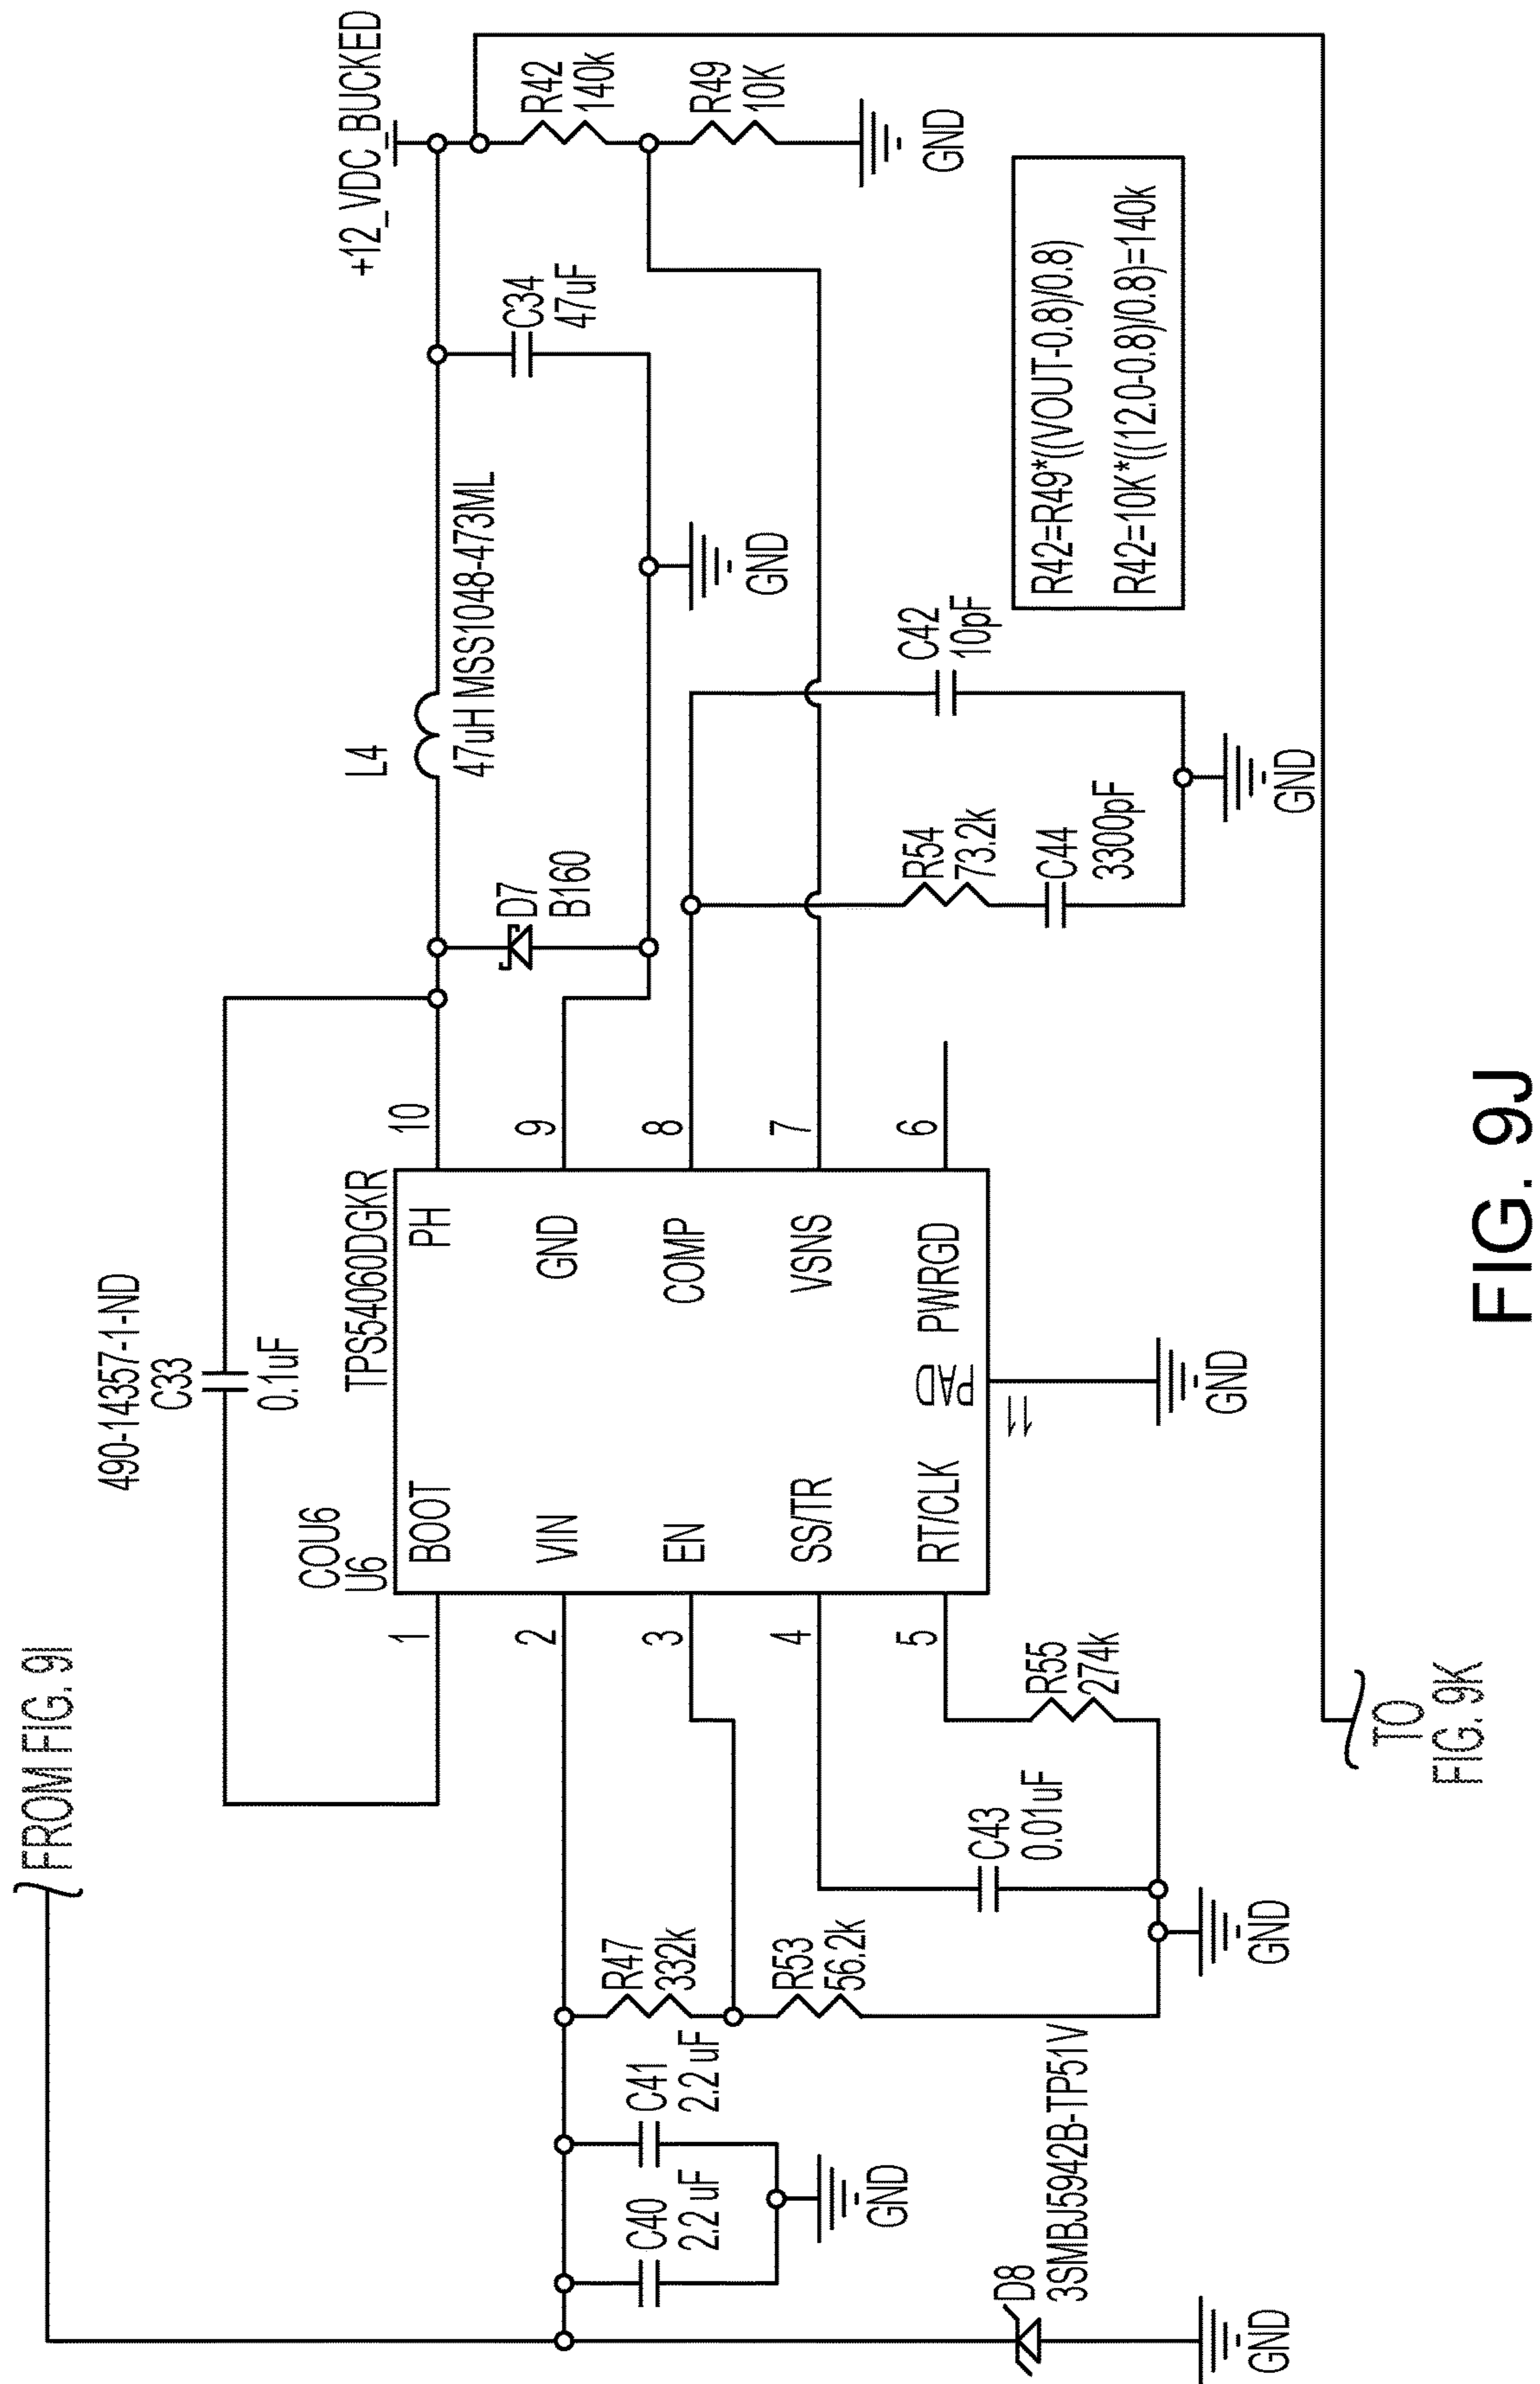 FROM FIG. 9I
490-14357-1-ND
C33
0.1uF
COU6
U6
TPS54060DGKR
1
BOOT
2
VIN
3
EN
4
SS/TR
5
RT/CLK
10
PH
9
GND
8
COMP
7
VSNS
6
PWRGD
PAD
11
GND
D8
3SMBJ5942B-TP51V
GND
C40
2.2 uF
C41
2.2 uF
GND
R47
332k
R53
56.2k
C43
0.01uF
R55
274k
GND
D7
B160
L4
47uH MSS1048-473ML
C34
47uF
GND
+12_VDC_BUCKED
R42
140k
R49
10K
GND
R54
73.2k
C44
3300pF
C42
10pF
GND
R42=R49*((VOUT-0.8)/0.8)
R42=10K*((12.0-0.8)/0.8)=140k
TO
FIG. 9K
FIG. 9J